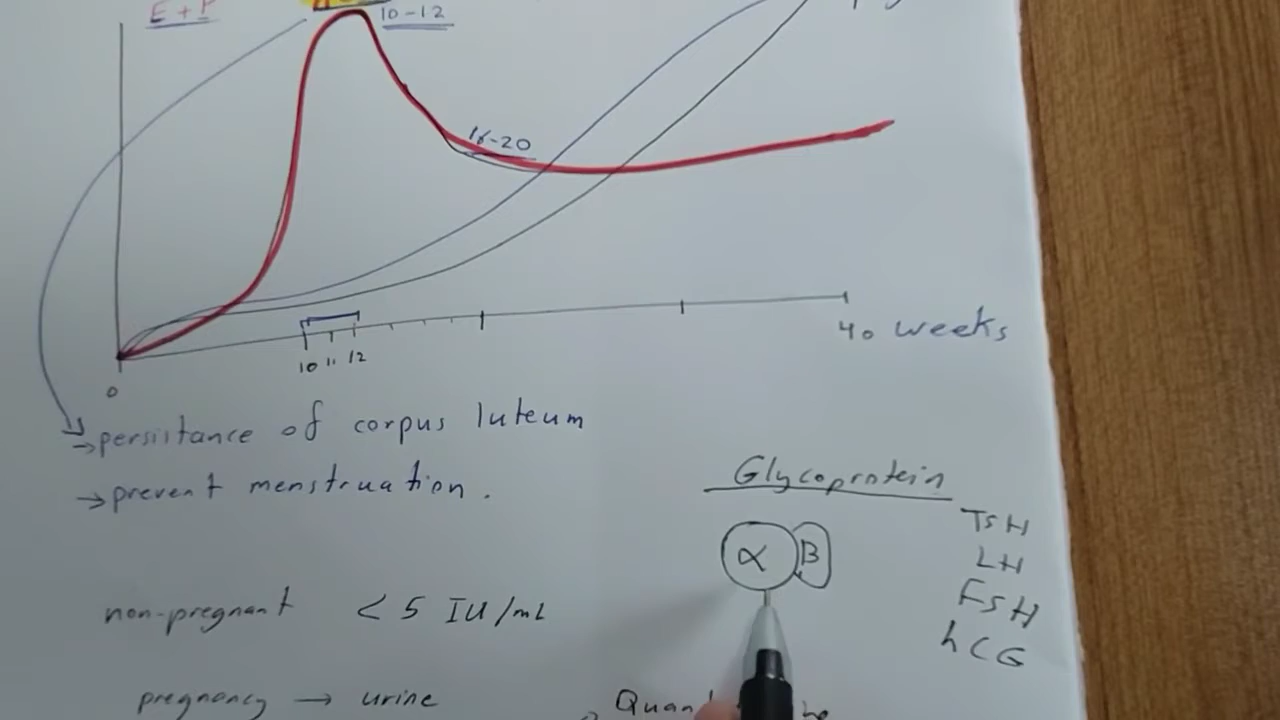 E + P
10-12
16-20
10 11 12
40 weeks
0
→ persistance of corpus luteum
→ prevent menstruation.
Glycoprotein
α B
TSH
LH
FSH
hCG
non-pregnant < 5 IU/mL
pregnancy → urine